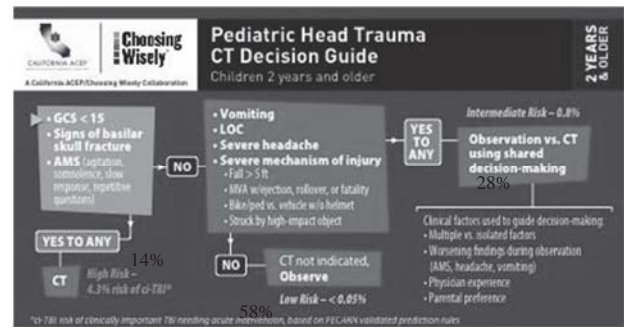 CALIFORNIA ACEP
Choosing
Wisely
A California ACEP/Choosing Wisely Collaboration
Pediatric Head Trauma
CT Decision Guide
Children 2 years and older
2 YEARS
& OLDER
• GCS < 15
• Signs of basilar
skull fracture
• AMS (agitation,
somnolence, slow
response, repetitive
questions)
YES TO ANY
CT
14%
High Risk –
4.3% risk of ci-TBI*
NO
• Vomiting
• LOC
• Severe headache
• Severe mechanism of injury
• Fall > 5 ft
• MVA w/ejection, rollover, or fatality
• Bike/ped vs. vehicle w/o helmet
• Struck by high-impact object
NO
CT not indicated,
Observe
Low Risk – < 0.05%
58%
YES
TO
ANY
Intermediate Risk – 0.8%
Observation vs. CT
using shared
decision-making
28%
Clinical factors used to guide decision-making:
• Multiple vs. isolated factors
• Worsening findings during observation
(AMS, headache, vomiting)
• Physician experience
• Parental preference
*ci-TBI: risk of clinically important TBI needing acute intervention, based on PECARN validated prediction rules